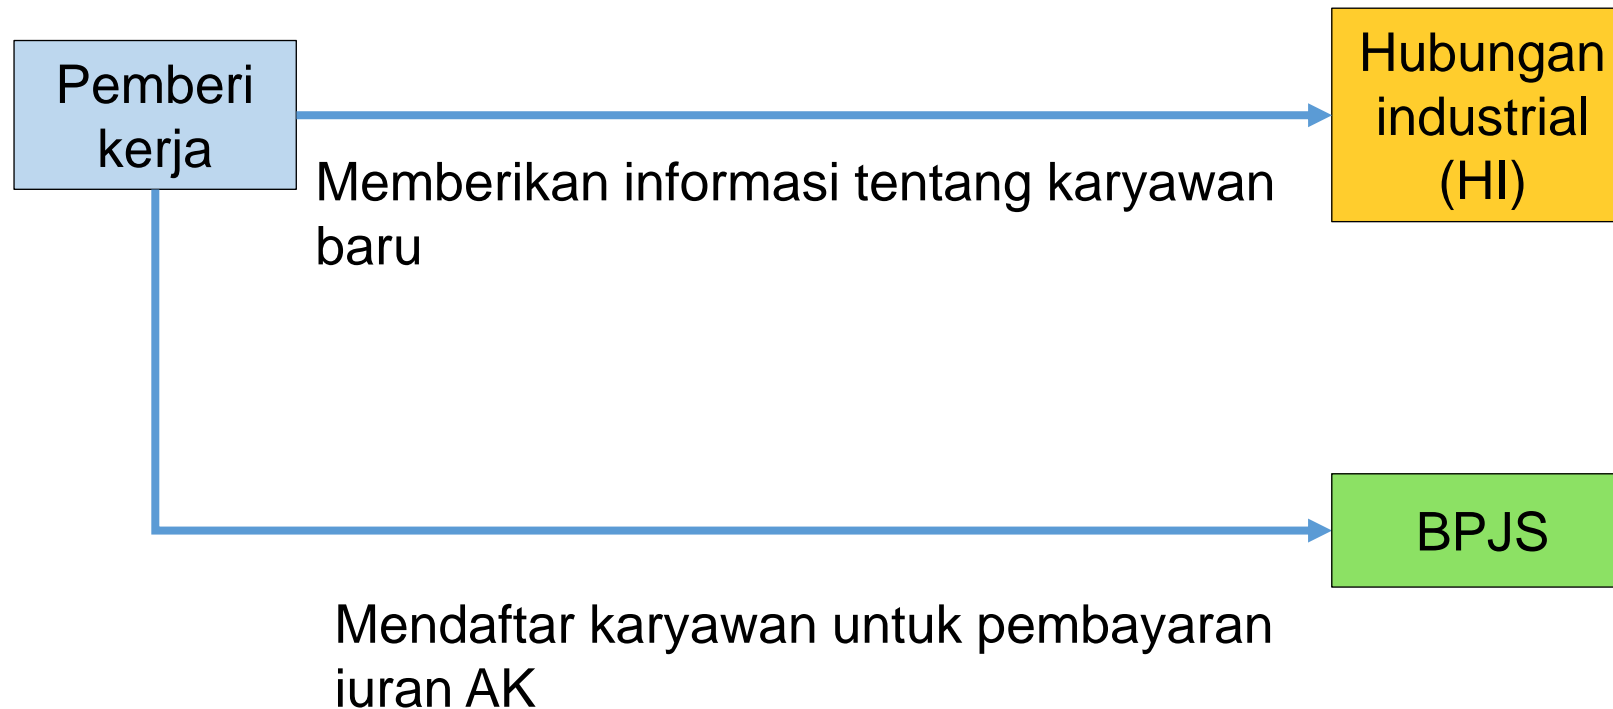 Pemberi
kerja
Hubungan
industrial
(HI)
Memberikan informasi tentang karyawan
baru
BPJS
Mendaftar karyawan untuk pembayaran
iuran AK